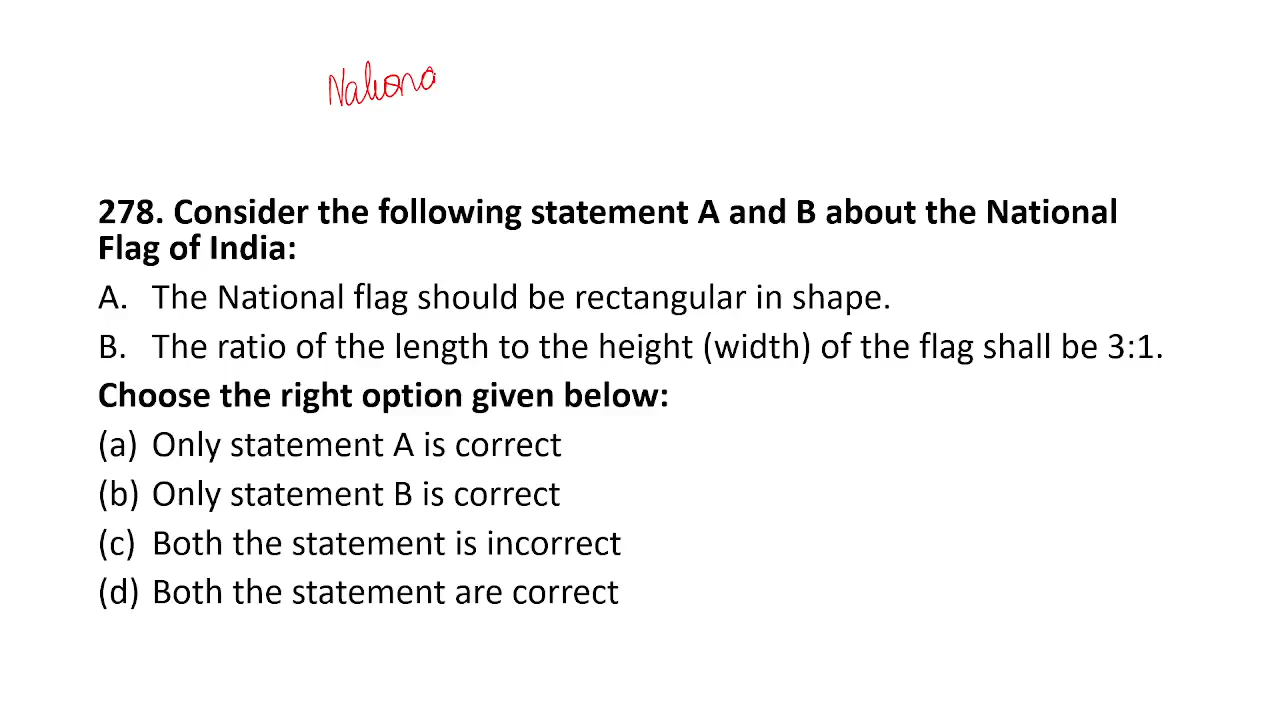 Nationa
278. Consider the following statement A and B about the National
Flag of India:
A. The National flag should be rectangular in shape.
B. The ratio of the length to the height (width) of the flag shall be 3:1.
Choose the right option given below:
(a) Only statement A is correct
(b) Only statement B is correct
(c) Both the statement is incorrect
(d) Both the statement are correct